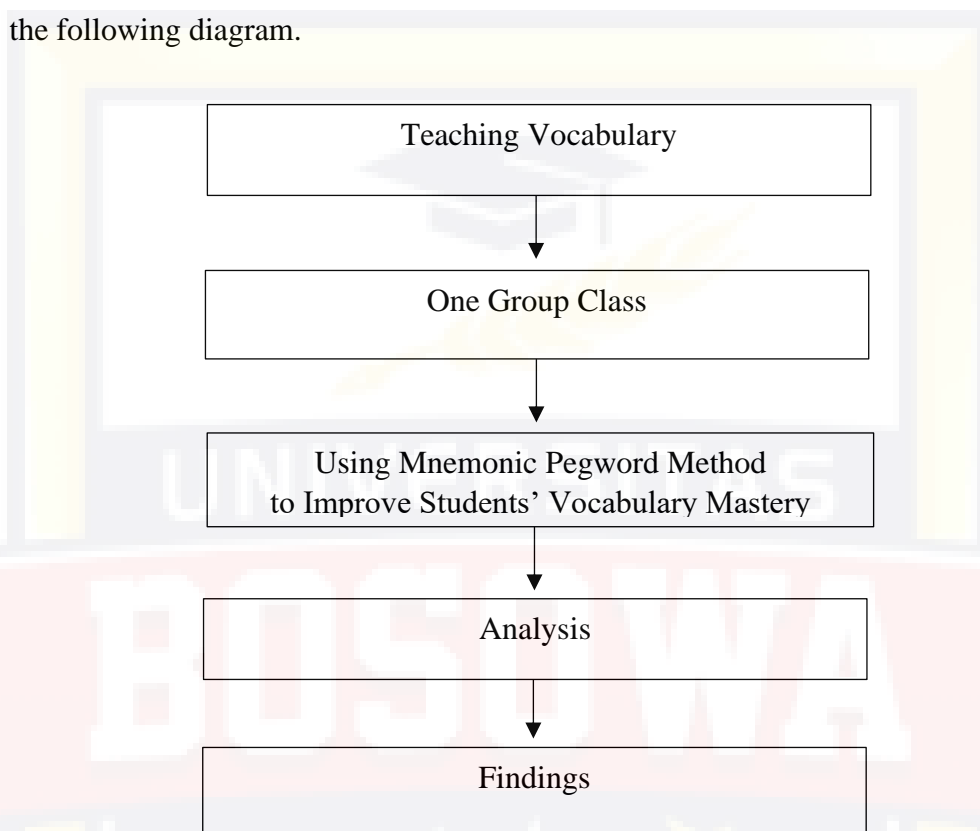 the following diagram.
Teaching Vocabulary
One Group Class
Using Mnemonic Pegword Method
to Improve Students’ Vocabulary Mastery
UNIVERSITAS
Analysis
BOSOWA
Findings